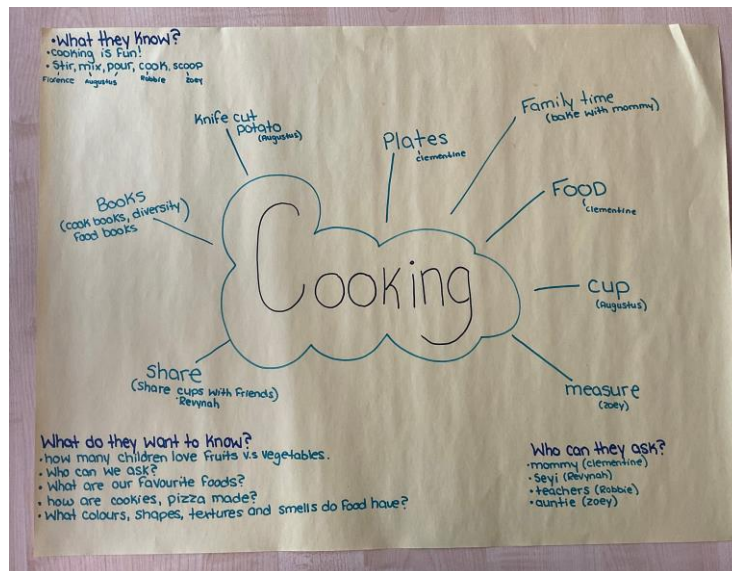 •What they know?
•cooking is fun!
•Stir, mix, pour, cook, scoop
Florence Augustus Robbie Zoey
Knife cut
potato
(Augustus)
Plates
clementine
Family time
(bake with mommy)
Books
(cook books, diversity)
food books
FOOD
clementine
Cooking
cup
(Augustus)
share
(share cups with friends)
•Revynah
measure
(zoey)
What do they want to know?
•how many children love fruits v.s vegetables.
•Who can we ask?
•What are our favourite foods?
•how are cookies, pizza made?
•What colours, shapes, textures and smells do food have?
Who can they ask?
•mommy (clementine)
•Seyi (Revynah)
•teachers (Robbie)
•auntie (zoey)